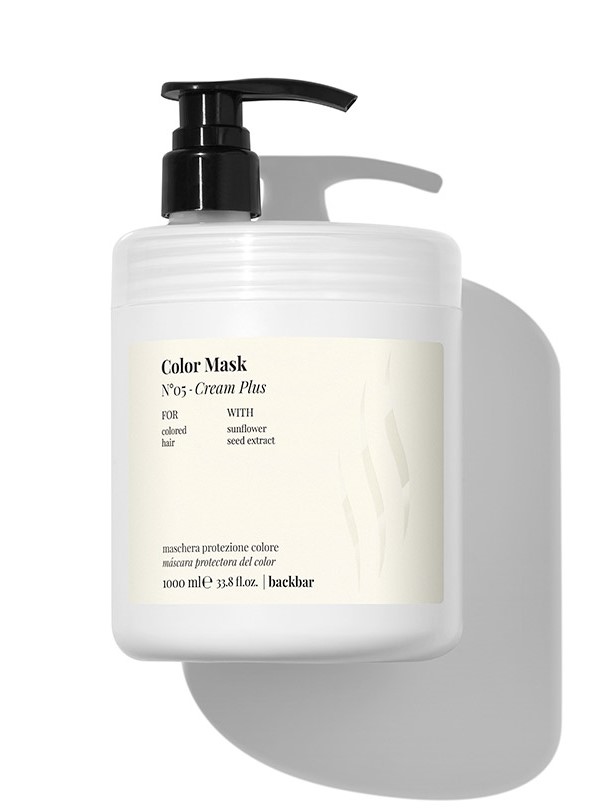 Color Mask
N°05 - Cream Plus
FOR WITH
colored sunflower
hair seed extract
maschera protezione colore
máscara protectora del color
1000 ml ℮ 33.8 fl.oz. | backbar